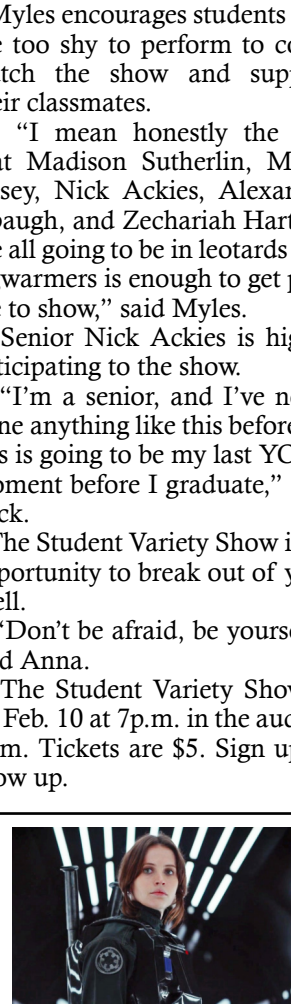 Myles encourages students
e too shy to perform to co
tch the show and supp
eir classmates.
“I mean honestly the
at Madison Sutherlin, M
sey, Nick Ackies, Alexan
baugh, and Zechariah Hart
e all going to be in leotards
gwarmers is enough to get p
e to show,” said Myles.
Senior Nick Ackies is hig
ticipating to the show.
“I’m a senior, and I’ve ne
ne anything like this before
s is going to be my last YO
oment before I graduate,”
ck.
The Student Variety Show i
portunity to break out of y
ell.
“Don’t be afraid, be yourse
d Anna.
The Student Variety Show
Feb. 10 at 7p.m. in the aud
m. Tickets are $5. Sign up
ow up.